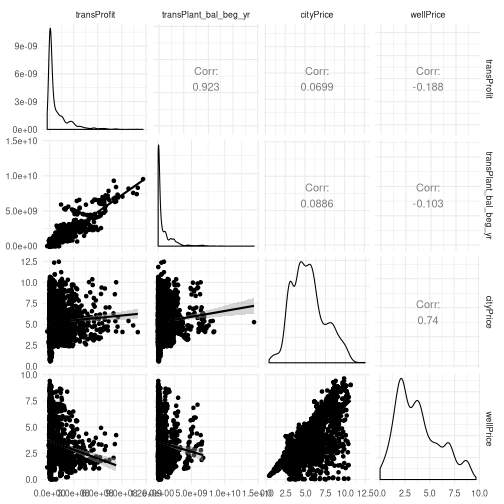 transProfit transPlant_bal_beg_yr cityPrice wellPrice
9e-09
6e-09
3e-09
0e+00
Corr:
0.923
Corr:
0.0699
Corr:
-0.188
transProfit
1.5e+10
1.0e+10
5.0e+09
0.0e+00
Corr:
0.0886
Corr:
-0.103
transPlant_bal_beg_yr
12.5
10.0
7.5
5.0
2.5
0.0
Corr:
0.74
cityPrice
10.0
7.5
5.0
2.5
0.0
wellPrice
5.0e+09 2.5 5.0 7.5 10.0 0.0 2.5 5.0 7.5 10.0